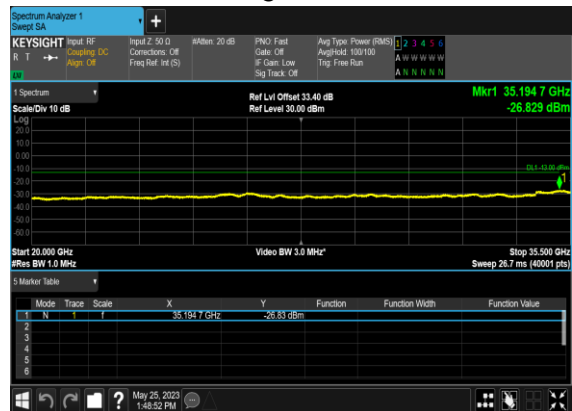 Spectrum Analyzer 1
Swept SA
+
KEYSIGHT Input: RF Input Z: 50 Ω #Atten: 20 dB PNO: Fast Avg Type: Power (RMS) 1 2 3 4 5 6
R T Coupling: DC Corrections: Off Gate: Off Avg|Hold: 100/100 A W W W W W
Align: Off Freq Ref: Int (S) IF Gain: Low Trig: Free Run
Sig Track: Off A N N N N N
1 Spectrum
Ref Lvl Offset 33.40 dB Mkr1 35.194 7 GHz
Scale/Div 10 dB Ref Level 30.00 dBm -26.829 dBm
Log
20.0
10.0
0.00
-10.0 DL1 -13.00 dBm
1
-20.0
-30.0
-40.0
-50.0
-60.0
Start 20.000 GHz Video BW 3.0 MHz* Stop 35.500 GHz
#Res BW 1.0 MHz Sweep 26.7 ms (40001 pts)
5 Marker Table
Mode Trace Scale X Y Function Function Width Function Value
1 N 1 f 35.194 7 GHz -26.83 dBm
2
3
4
5
6
? May 25, 2023
1:48:52 PM